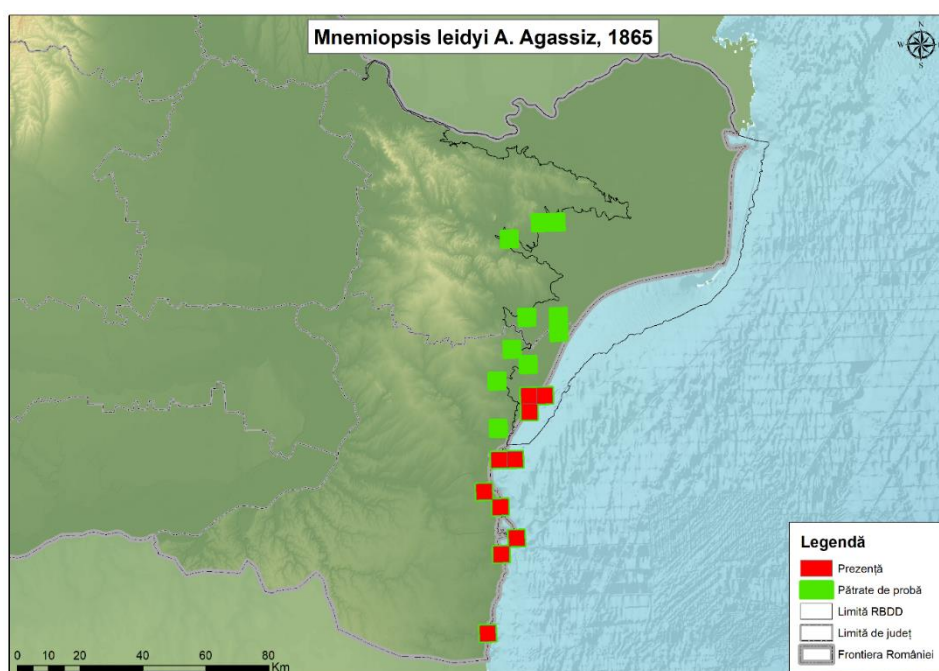 Mnemiopsis leidyi A. Agassiz, 1865
N
W
S
Legendă
Prezență
Pătrate de probă
Limită RBDD
Limită de județ
Frontiera României
0 10 20 40 60 80
Km